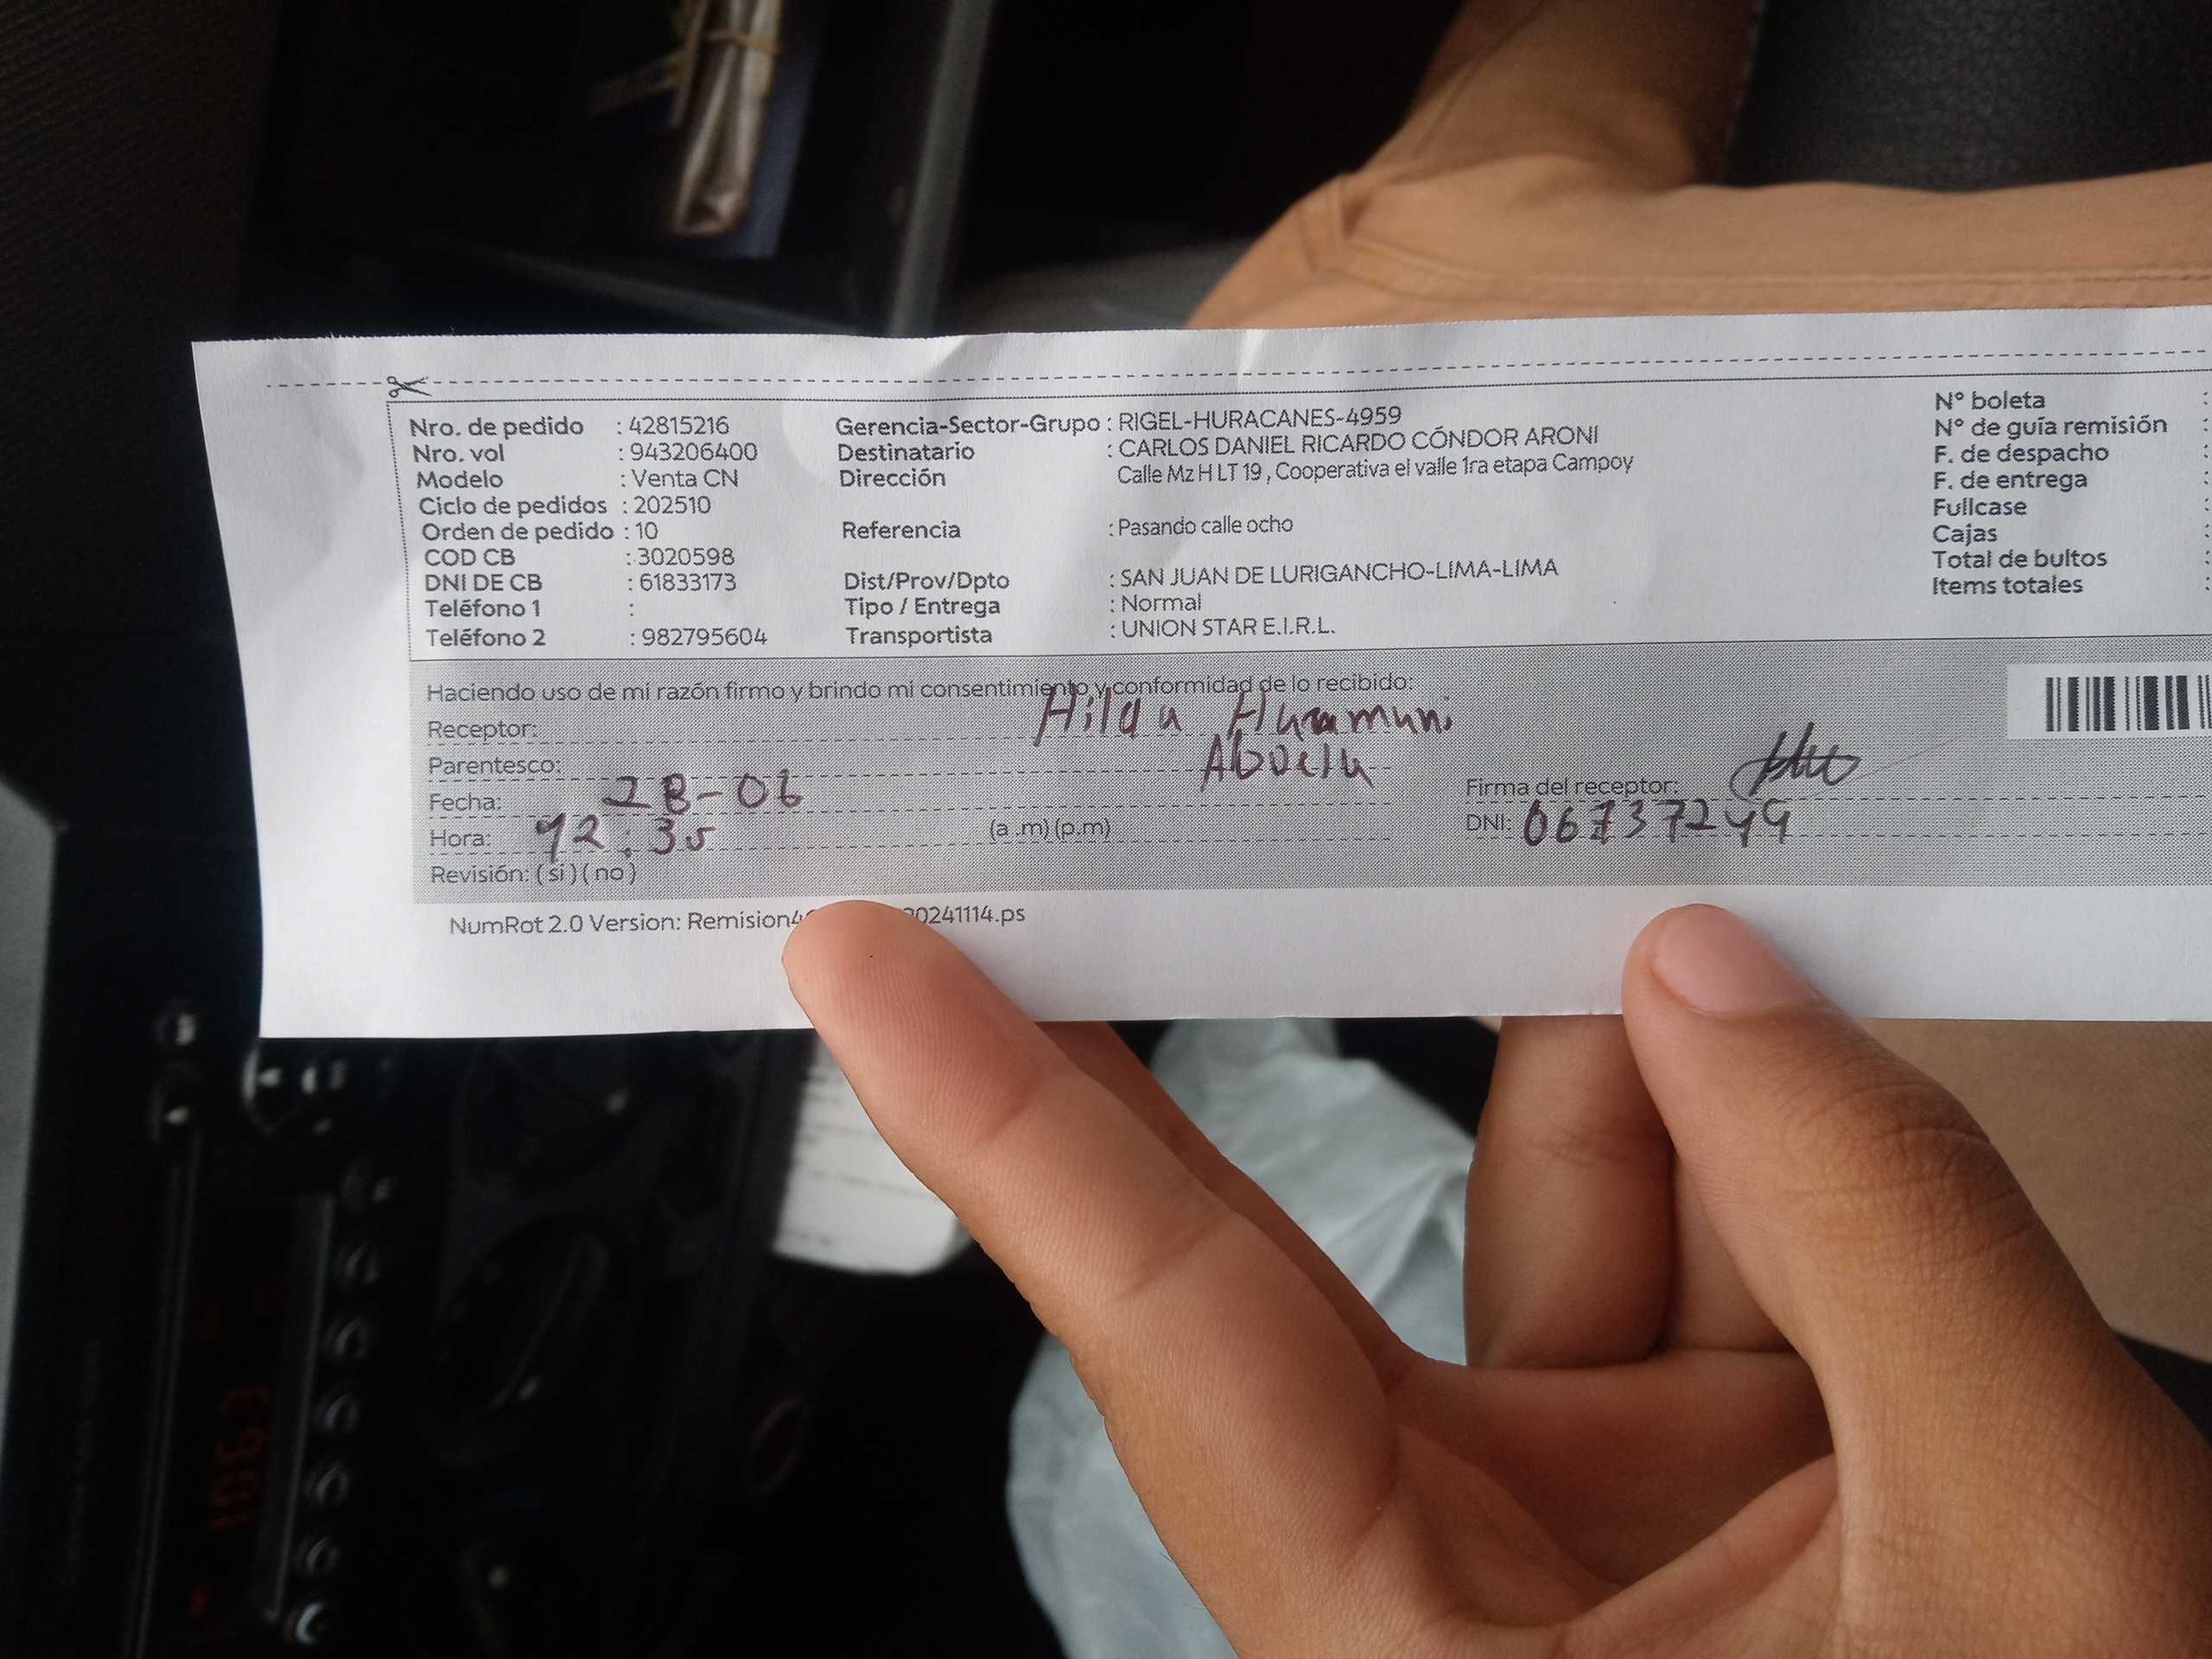 Nro. de pedido : 42815216
Nro. vol : 943206400
Modelo : Venta CN
Ciclo de pedidos : 202510
Orden de pedido : 10
COD CB : 3020598
DNI DE CB : 61833173
Teléfono 1 :
Teléfono 2 : 982795604
Gerencia-Sector-Grupo : RIGEL-HURACANES-4959
Destinatario : CARLOS DANIEL RICARDO CÓNDOR ARONI
Dirección Calle Mz H LT 19 , Cooperativa el valle 1ra etapa Campoy
Referencia : Pasando calle ocho
Dist/Prov/Dpto : SAN JUAN DE LURIGANCHO-LIMA-LIMA
Tipo / Entrega : Normal
Transportista : UNION STAR E.I.R.L.
N° boleta :
N° de guía remisión :
F. de despacho :
F. de entrega :
Fullcase :
Cajas :
Total de bultos :
Items totales :
Haciendo uso de mi razón firmo y brindo mi consentimiento y conformidad de lo recibido:
Receptor: Hilda Huamuni
Parentesco: Abuela
Fecha: 28-06
Hora: 12:35 (a .m) (p.m)
Revisión: ( si ) ( no )
Firma del receptor:
DNI: 06737249
NumRot 2.0 Version: 20241114.ps
1063